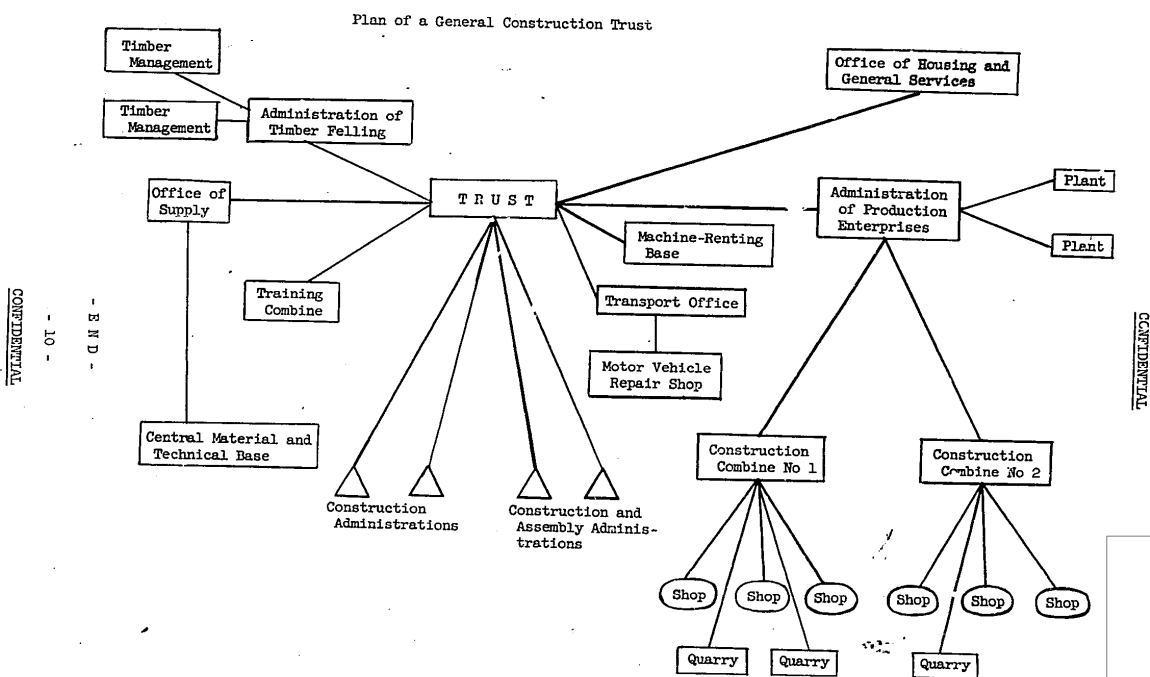 Plan of a General Construction Trust
Timber
Management
Office of Housing and
General Services
Timber
Management
Administration of
Timber Felling
Office of
Supply
T R U S T
Administration
of Production
Enterprises
Plant
Plant
Machine-Renting
Base
Training
Combine
Transport Office
Motor Vehicle
Repair Shop
Central Material and
Technical Base
Construction
Administrations
Construction and
Assembly Adminis-
trations
Construction
Combine No 1
Construction
Combine No 2
Shop
Shop
Shop
Shop
Shop
Shop
Quarry
Quarry
Quarry
- E N D -
- 10 -
CONFIDENTIAL
CONFIDENTIAL